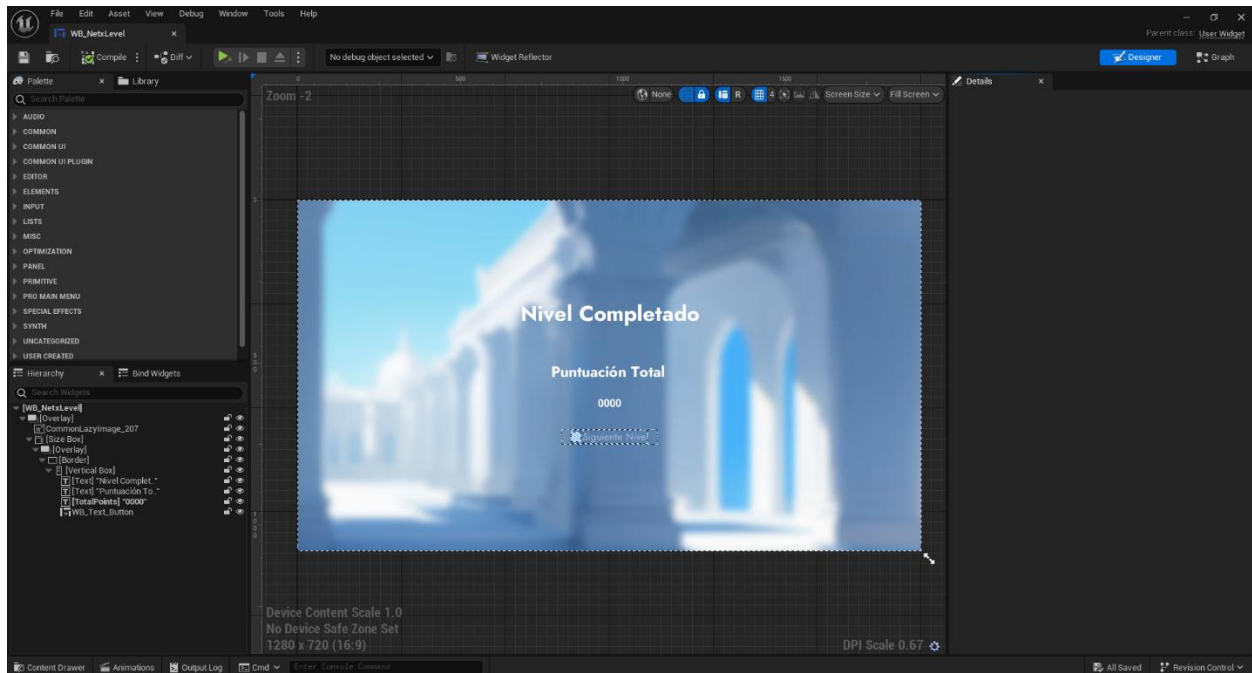 File Edit Asset View Debug Window Tools Help
WB_NetxLevel
Parent class: User Widget
Compile Diff No debug object selected Widget Reflector Designer Graph
Palette Library
Search Palette
AUDIO
COMMON
COMMON UI
COMMON UI PLUGIN
EDITOR
ELEMENTS
INPUT
LISTS
MISC
OPTIMIZATION
PANEL
PRIMITIVE
PRO MAIN MENU
SPECIAL EFFECTS
SYNTH
UNCATEGORIZED
USER CREATED
Hierarchy Bind Widgets
Search Widgets
[WB_NetxLevel]
[Overlay]
CommonLazyImage_207
[Size Box]
[Overlay]
[Border]
[Vertical Box]
[Text] "Nivel Complet.."
[Text] "Puntuación To.."
[TotalPoints] "0000"
WB_Text_Button
0 500 1000 1500
Zoom -2
None R 4 Screen Size Fill Screen
Nivel Completado
Puntuación Total
0000
Siguiente Nivel
Device Content Scale 1.0
No Device Safe Zone Set
1280 x 720 (16:9)
DPI Scale 0.67
Details
Content Drawer Animations Output Log Cmd Enter Console Command All Saved Revision Control